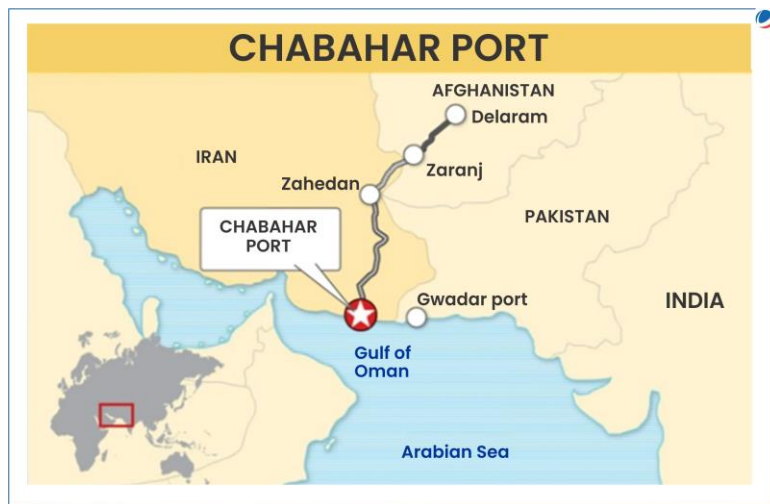 CHABAHAR PORT
AFGHANISTAN
Delaram
IRAN
Zaranj
Zahedan
PAKISTAN
CHABAHAR
PORT
Gwadar port
INDIA
Gulf of
Oman
Arabian Sea